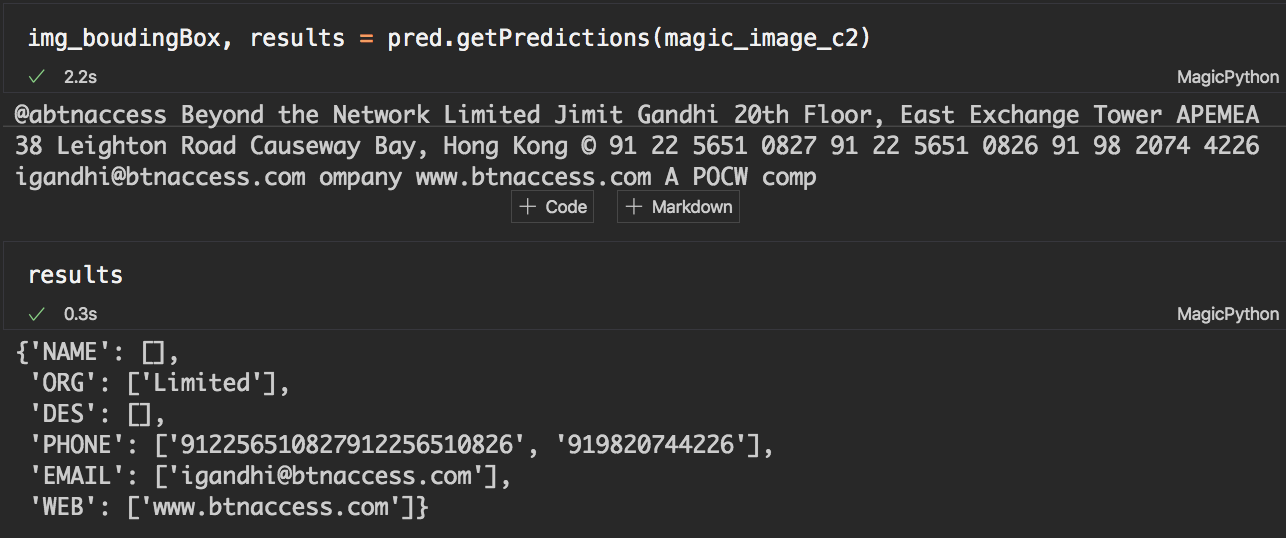 img_boudingBox, results = pred.getPredictions(magic_image_c2)
2.2s MagicPython
@abtnaccess Beyond the Network Limited Jimit Gandhi 20th Floor, East Exchange Tower APEMEA
38 Leighton Road Causeway Bay, Hong Kong © 91 22 5651 0827 91 22 5651 0826 91 98 2074 4226
igandhi@btnaccess.com ompany www.btnaccess.com A POCW comp
+ Code + Markdown
results
0.3s MagicPython
{'NAME': [],
'ORG': ['Limited'],
'DES': [],
'PHONE': ['912256510827912256510826', '919820744226'],
'EMAIL': ['igandhi@btnaccess.com'],
'WEB': ['www.btnaccess.com']}